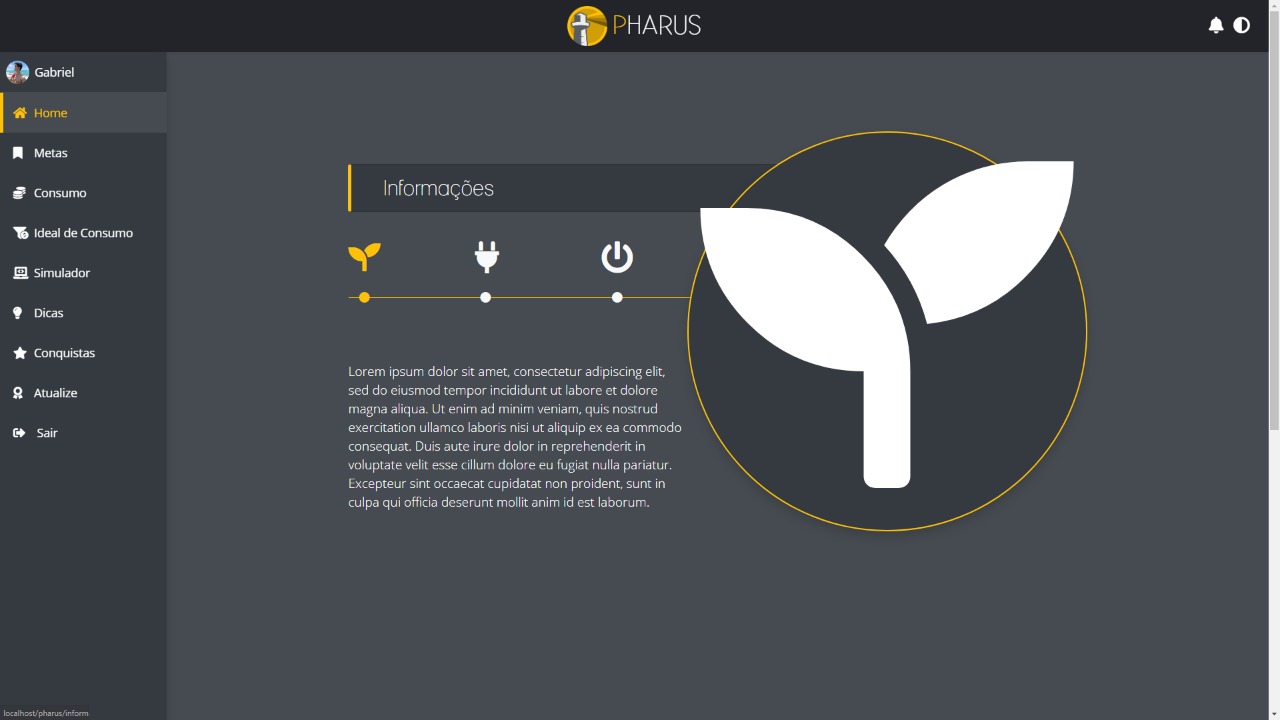 PHARUS
Gabriel
Home
Metas
Consumo
Ideal de Consumo
Simulador
Dicas
Conquistas
Atualize
Sair
Informações
Lorem ipsum dolor sit amet, consectetur adipiscing elit,
sed do eiusmod tempor incididunt ut labore et dolore
magna aliqua. Ut enim ad minim veniam, quis nostrud
exercitation ullamco laboris nisi ut aliquip ex ea commodo
consequat. Duis aute irure dolor in reprehenderit in
voluptate velit esse cillum dolore eu fugiat nulla pariatur.
Excepteur sint occaecat cupidatat non proident, sunt in
culpa qui officia deserunt mollit anim id est laborum.
localhost/pharus/inform